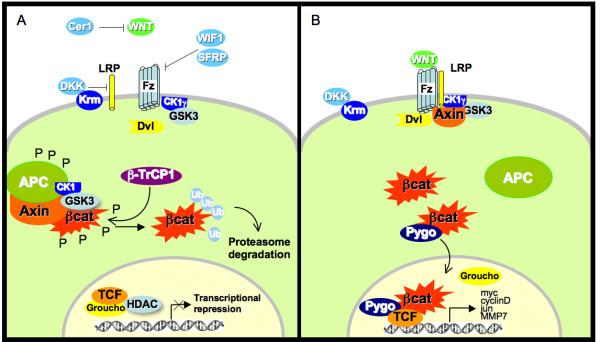 A
Cer1
WNT
WIF1
SFRP
LRP
DKK
Krm
Fz
CK1γ
GSK3
Dvl
P
P
P
APC
CK1
GSK3
Axin
βcat
P
P
P
P
β-TrCP1
βcat
Ub
Ub
Ub
Ub
Proteasome
degradation
TCF
Groucho
HDAC
Transcriptional
repression
B
WNT
LRP
DKK
Krm
Fz
CK1γ
GSK3
Dvl
Axin
βcat
APC
βcat
Pygo
Groucho
Pygo
βcat
TCF
myc
cyclinD
jun
MMP7